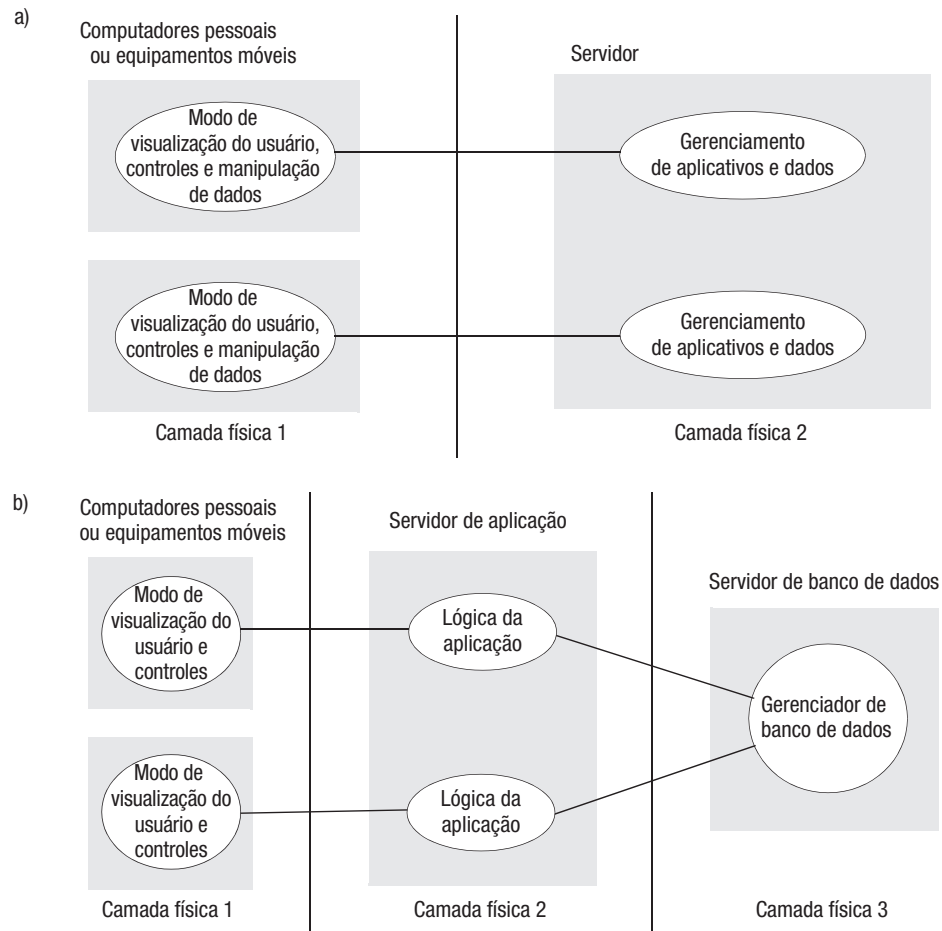 a)
Computadores pessoais
ou equipamentos móveis
Servidor
Modo de
visualização do usuário,
controles e manipulação
de dados
Gerenciamento
de aplicativos e dados
Modo de
visualização do usuário,
controles e manipulação
de dados
Gerenciamento
de aplicativos e dados
Camada física 1
Camada física 2
b)
Computadores pessoais
ou equipamentos móveis
Servidor de aplicação
Servidor de banco de dados
Modo de
visualização do
usuário e
controles
Lógica da
aplicação
Gerenciador de
banco de dados
Modo de
visualização do
usuário e
controles
Lógica da
aplicação
Camada física 1
Camada física 2
Camada física 3